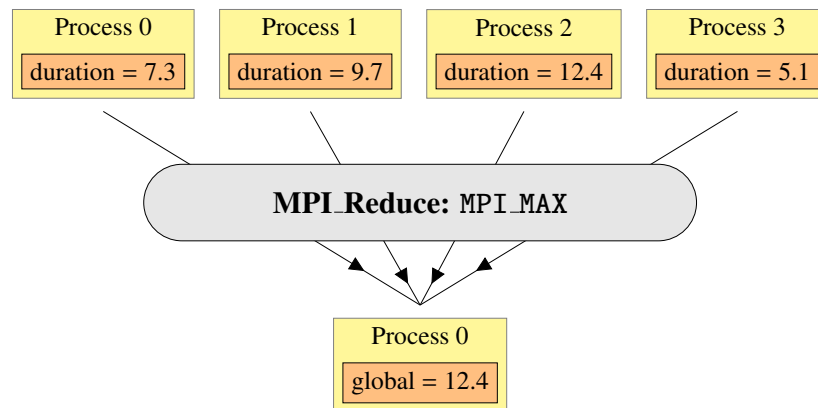 Process 0
duration = 7.3
Process 1
duration = 9.7
Process 2
duration = 12.4
Process 3
duration = 5.1
MPI_Reduce: MPI_MAX
Process 0
global = 12.4